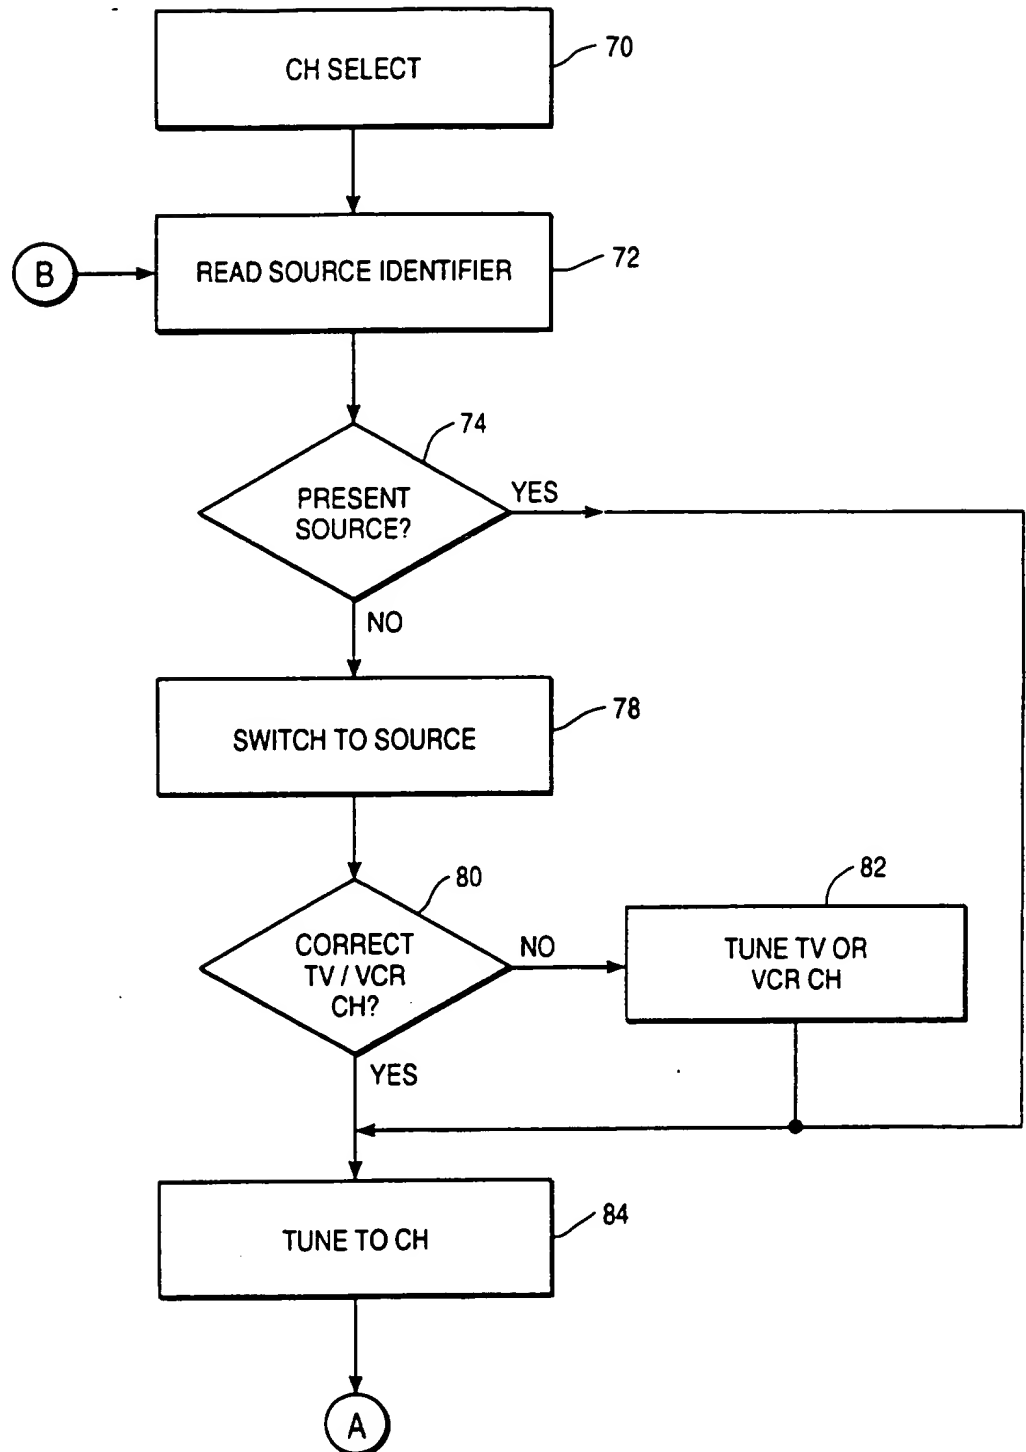 CH SELECT
70
B
READ SOURCE IDENTIFIER
72
74
PRESENT
SOURCE?
YES
NO
SWITCH TO SOURCE
78
80
CORRECT
TV / VCR
CH?
NO
82
TUNE TV OR
VCR CH
YES
TUNE TO CH
84
A